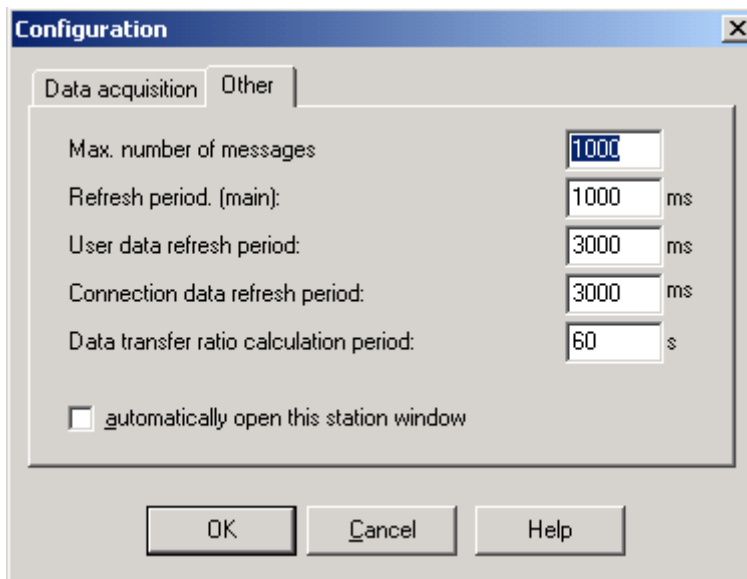 Configuration
Data acquisition Other
Max. number of messages 1000
Refresh period. (main): 1000 ms
User data refresh period: 3000 ms
Connection data refresh period: 3000 ms
Data transfer ratio calculation period: 60 s
automatically open this station window
OK Cancel Help